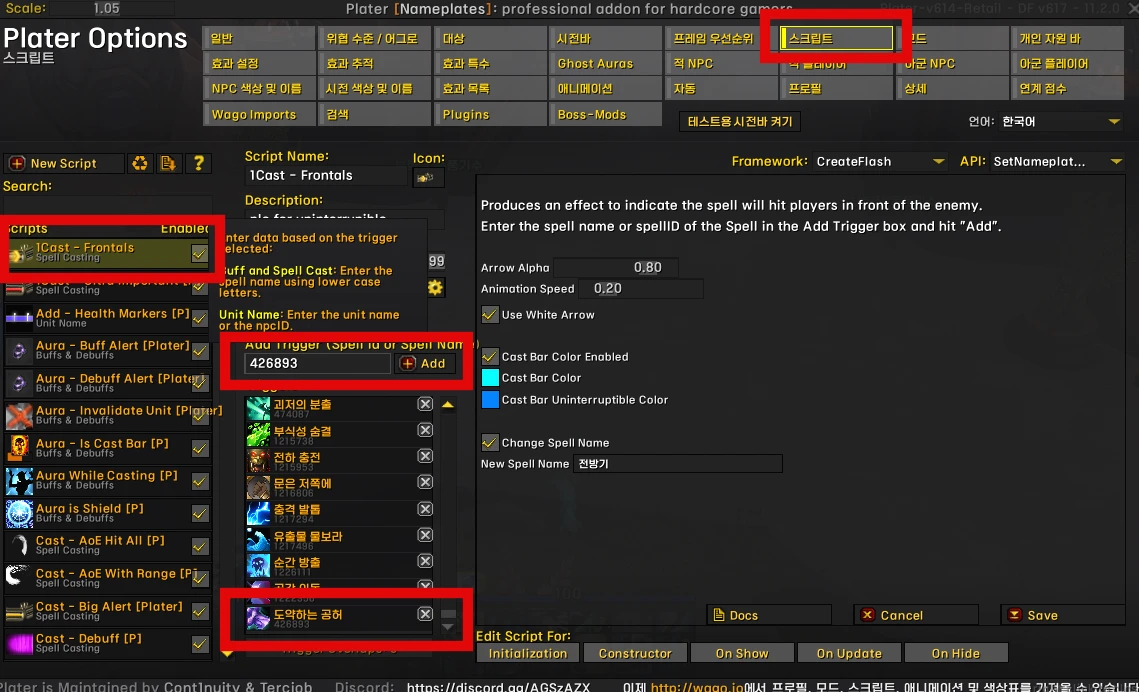 Scale: 1.05
Plater [Nameplates]: professional addon for hardcore gamers
Plater-v614-Retail - DF v617 - 11.2.0
Plater Options
스크립트
일반
위협 수준 / 어그로
대상
시전바
프레임 우선순위
스크립트
모드
개인 자원 바
효과 설정
효과 추적
효과 특수
Ghost Auras
적 NPC
적 플레이어
아군 NPC
아군 플레이어
NPC 색상 및 이름
시전 색상 및 이름
효과 목록
애니메이션
자동
프로필
상세
연계 점수
Wago Imports
검색
Plugins
Boss-Mods
테스트용 시전바 켜기
언어: 한국어
New Script
?
Search:
Script Name:
1Cast - Frontals
Icon:
Description:
Framework: CreateFlash
API: SetNameplat...
Scripts
Enabled
1Cast - Frontals
Spell Casting
Spell Casting
Add - Health Markers [P]
Unit Name
Aura - Buff Alert [Plater]
Buffs & Debuffs
Aura - Debuff Alert [Plater]
Buffs & Debuffs
Aura - Invalidate Unit [Plater]
Buffs & Debuffs
Aura - Is Cast Bar [P]
Buffs & Debuffs
Aura While Casting [P]
Buffs & Debuffs
Aura is Shield [P]
Buffs & Debuffs
Cast - AoE Hit All [P]
Spell Casting
Cast - AoE With Range [P]
Spell Casting
Cast - Big Alert [Plater]
Spell Casting
Cast - Debuff [P]
Spell Casting
Enter data based on the trigger
selected:
Buff and Spell Cast: Enter the
spell name using lower case
letters.
Unit Name: Enter the unit name
or the npcID.
99
Add Trigger (Spell Id or Spell Name)
426893
Add
괴저의 분출
474087
부식성 숨결
1215738
전하 충전
1215953
문은 저쪽에
1216806
충격 발톱
1217294
유출물 물보라
1217496
순간 방출
1226111
도약하는 공허
426893
Produces an effect to indicate the spell will hit players in front of the enemy.
Enter the spell name or spellID of the Spell in the Add Trigger box and hit "Add".
Arrow Alpha 0.80
Animation Speed 0.20
Use White Arrow
Cast Bar Color Enabled
Cast Bar Color
Cast Bar Uninterruptible Color
Change Spell Name
New Spell Name 전방기
Docs
Cancel
Save
Edit Script For:
Initialization
Constructor
On Show
On Update
On Hide
Plater is Maintained by Cont1nuity & Terciob
Discord: https://discord.gg/AGSzAZX
이제 http://wago.io에서 프로필, 모드, 스크립트, 애니메이션 및 색상표를 가져올 수 있습니다